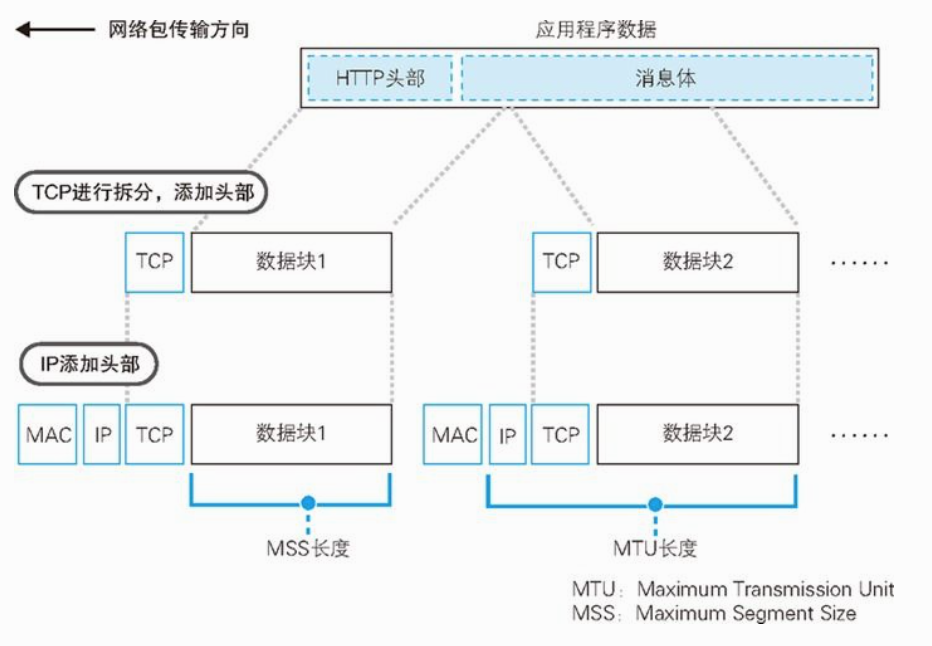 网络包传输方向
应用程序数据
HTTP头部
消息体
TCP进行拆分，添加头部
TCP
数据块1
TCP
数据块2
······
IP添加头部
MAC
IP
TCP
数据块1
MAC
IP
TCP
数据块2
······
MSS长度
MTU长度
MTU：Maximum Transmission Unit
MSS：Maximum Segment Size